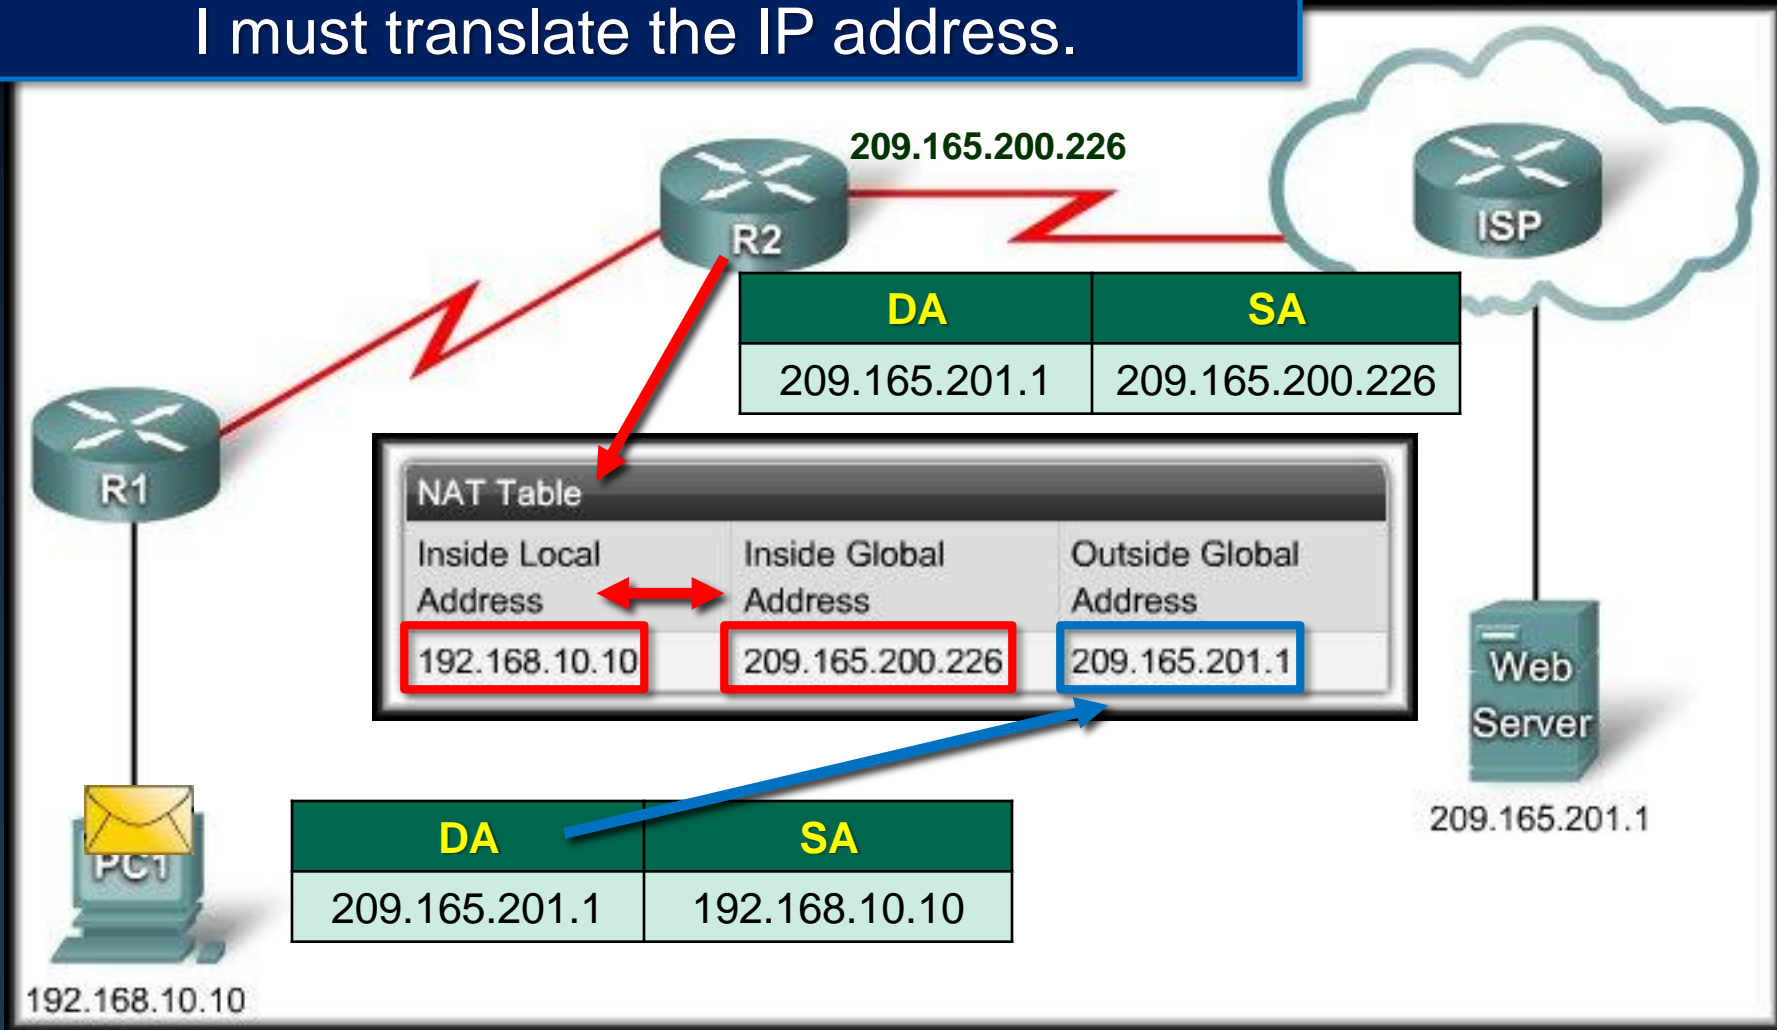 I must translate the IP address.
209.165.200.226
R2
ISP
DA SA
209.165.201.1 209.165.200.226
R1
NAT Table
Inside Local Inside Global Outside Global
Address Address Address
192.168.10.10 209.165.200.226 209.165.201.1
Web
Server
209.165.201.1
DA SA
209.165.201.1 192.168.10.10
PC1
192.168.10.10